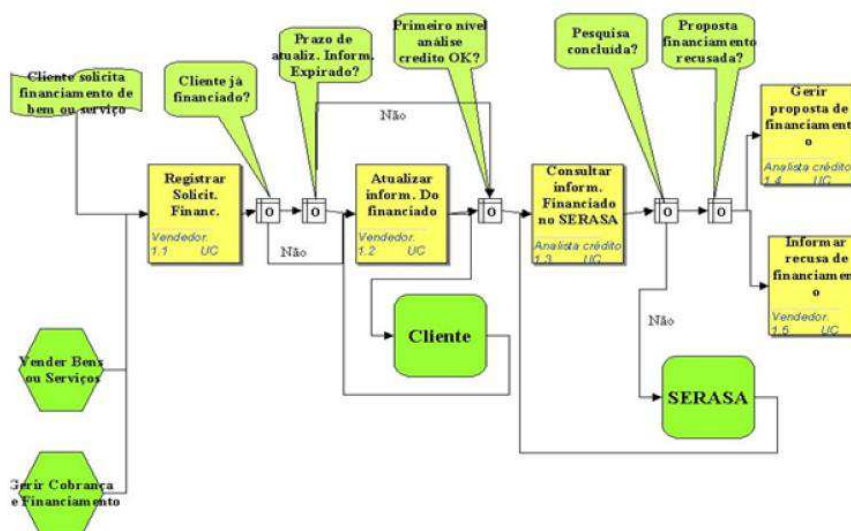 Cliente solicita
financiamento de
bem ou serviço
Cliente já
financiado?
Prazo de
atualiz. Inform.
Expirado?
Primeiro nível
análise
credito OK?
Pesquisa
concluída?
Proposta
financiamento
recusada?
Não
Registrar
Solicit.
Financ.
Vendedor.
1.1 UC
O
O
Atualizar
inform. Do
financiado
Vendedor.
1.2 UC
O
Consultar
inform.
Financiado
no SERASA
Analista crédito
1.3 UC
O
O
Gerir
proposta de
financiament
o
Analista crédito
1.4 UC
Informar
recusa de
financiamen
o
Vendedor.
1.5 UC
Não
Não
Cliente
SERASA
Vender Bens
ou Serviços
Gerir Cobrança
e Financiamento